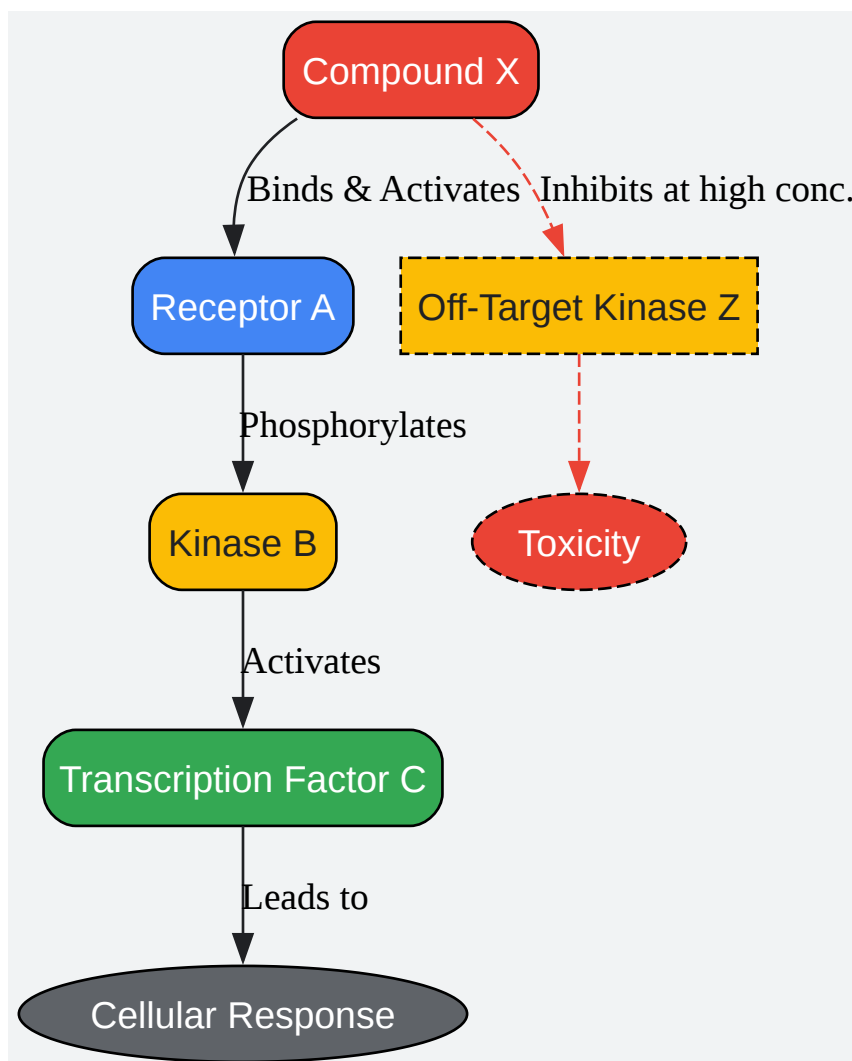 Compound X
Binds & Activates
Inhibits at high conc.
Receptor A
Off-Target Kinase Z
Phosphorylates
Kinase B
Toxicity
Activates
Transcription Factor C
Leads to
Cellular Response